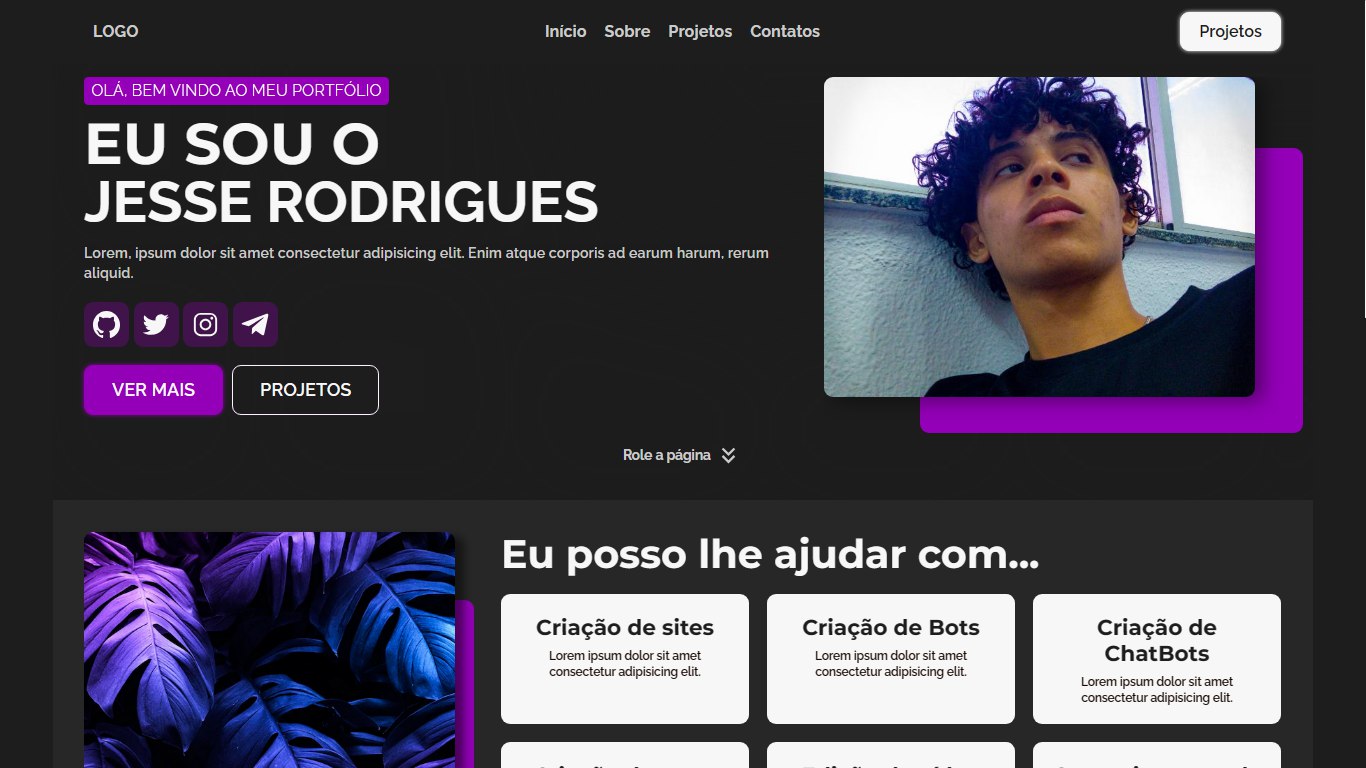 LOGO
Início Sobre Projetos Contatos
Projetos
OLÁ, BEM VINDO AO MEU PORTFÓLIO
EU SOU O
JESSE RODRIGUES
Lorem, ipsum dolor sit amet consectetur adipisicing elit. Enim atque corporis ad earum harum, rerum
aliquid.
VER MAIS
PROJETOS
Role a página
Eu posso lhe ajudar com...
Criação de sites
Lorem ipsum dolor sit amet
consectetur adipisicing elit.
Criação de Bots
Lorem ipsum dolor sit amet
consectetur adipisicing elit.
Criação de
ChatBots
Lorem ipsum dolor sit amet
consectetur adipisicing elit.